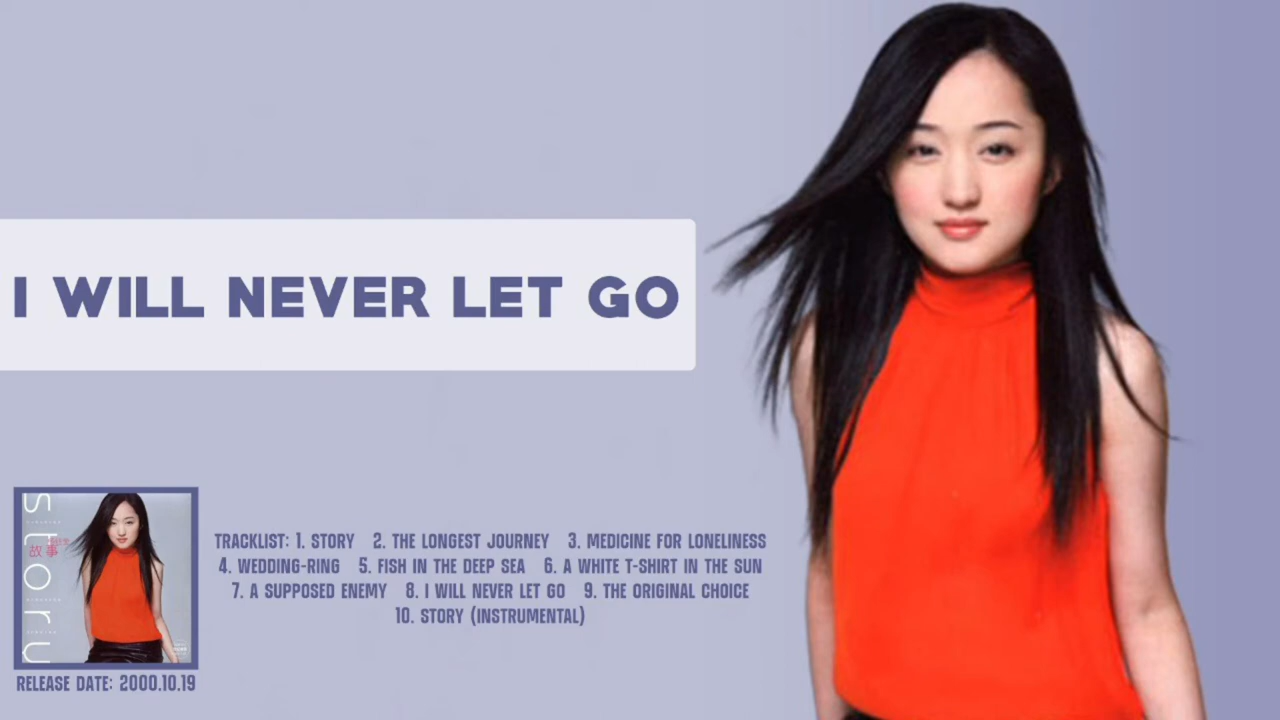 I WILL NEVER LET GO
story
故事
TRACKLIST: 1. STORY 2. THE LONGEST JOURNEY 3. MEDICINE FOR LONELINESS
4. WEDDING-RING 5. FISH IN THE DEEP SEA 6. A WHITE T-SHIRT IN THE SUN
7. A SUPPOSED ENEMY 8. I WILL NEVER LET GO 9. THE ORIGINAL CHOICE
10. STORY (INSTRUMENTAL)
RELEASE DATE: 2000.10.19